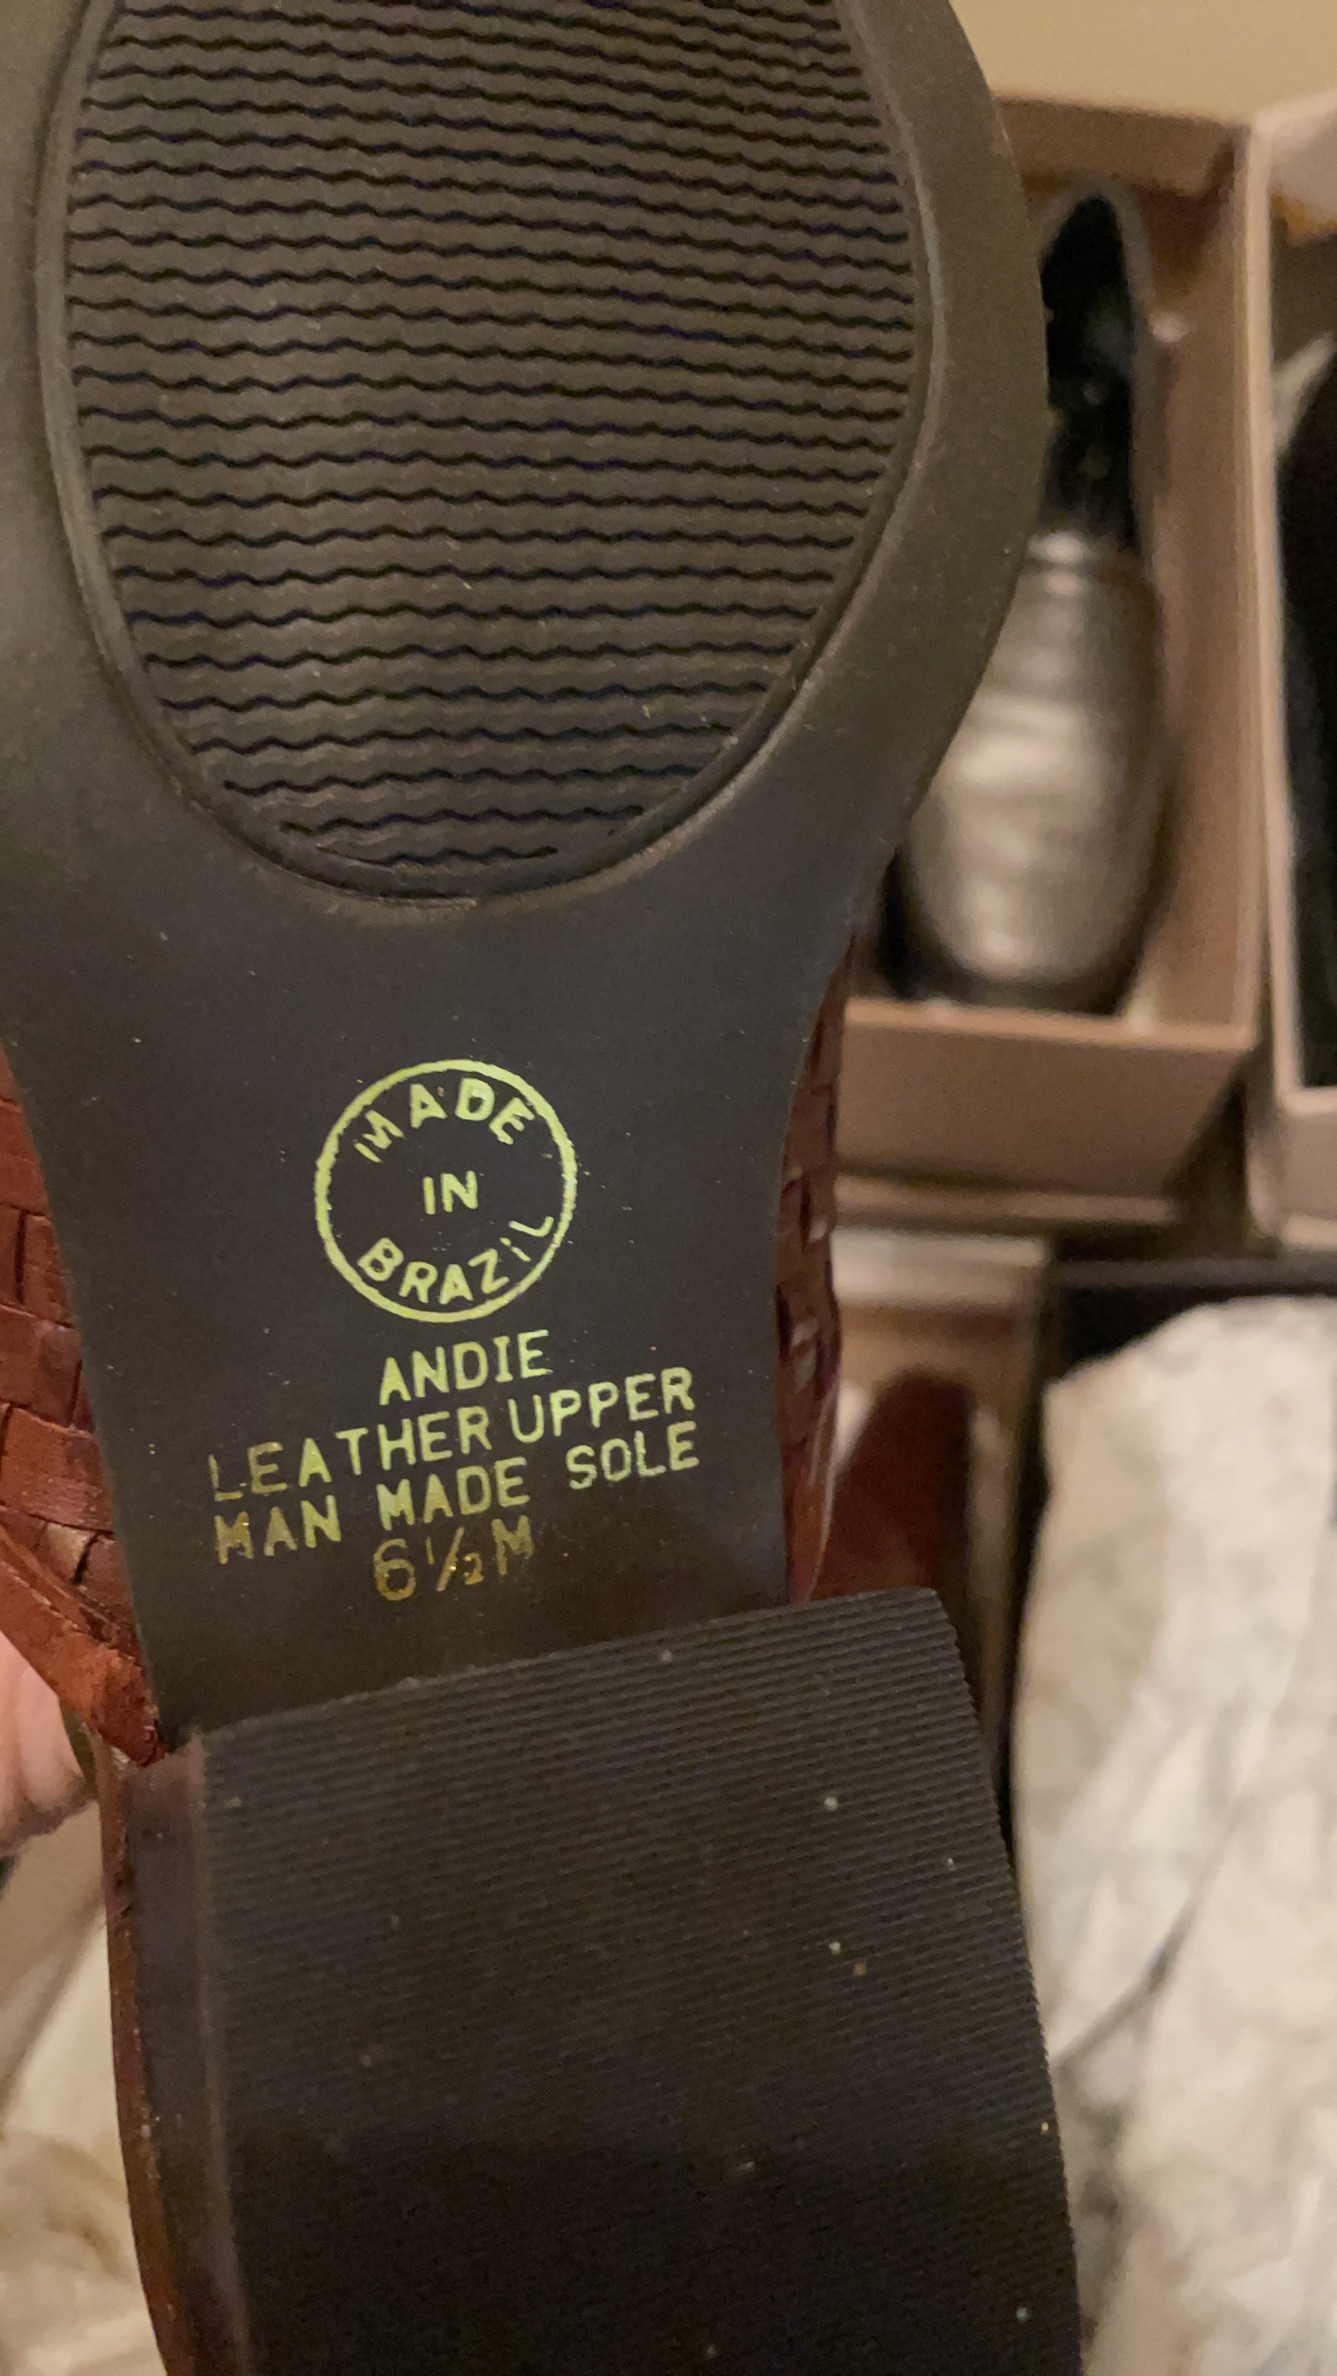 MADE
IN
BRAZiL
ANDIE
LEATHER UPPER
MAN MADE SOLE
6½M